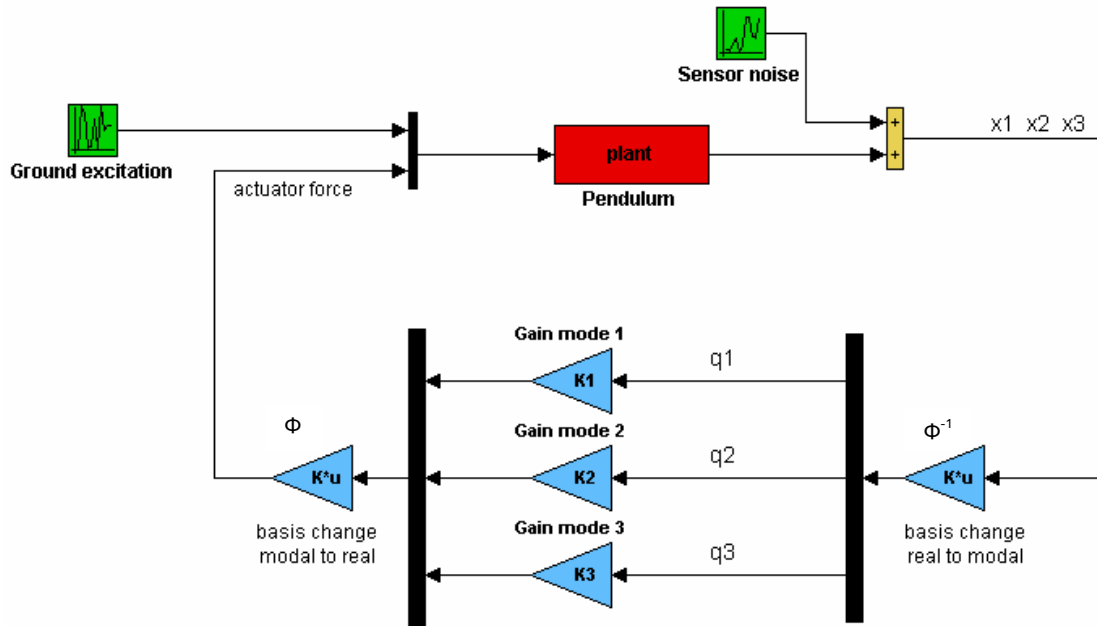 Sensor noise
+
+
x1 x2 x3
Ground excitation
actuator force
plant
Pendulum
Gain mode 1
K1
q1
Φ
K*u
basis change
modal to real
Gain mode 2
K2
q2
Φ-1
K*u
basis change
real to modal
Gain mode 3
K3
q3